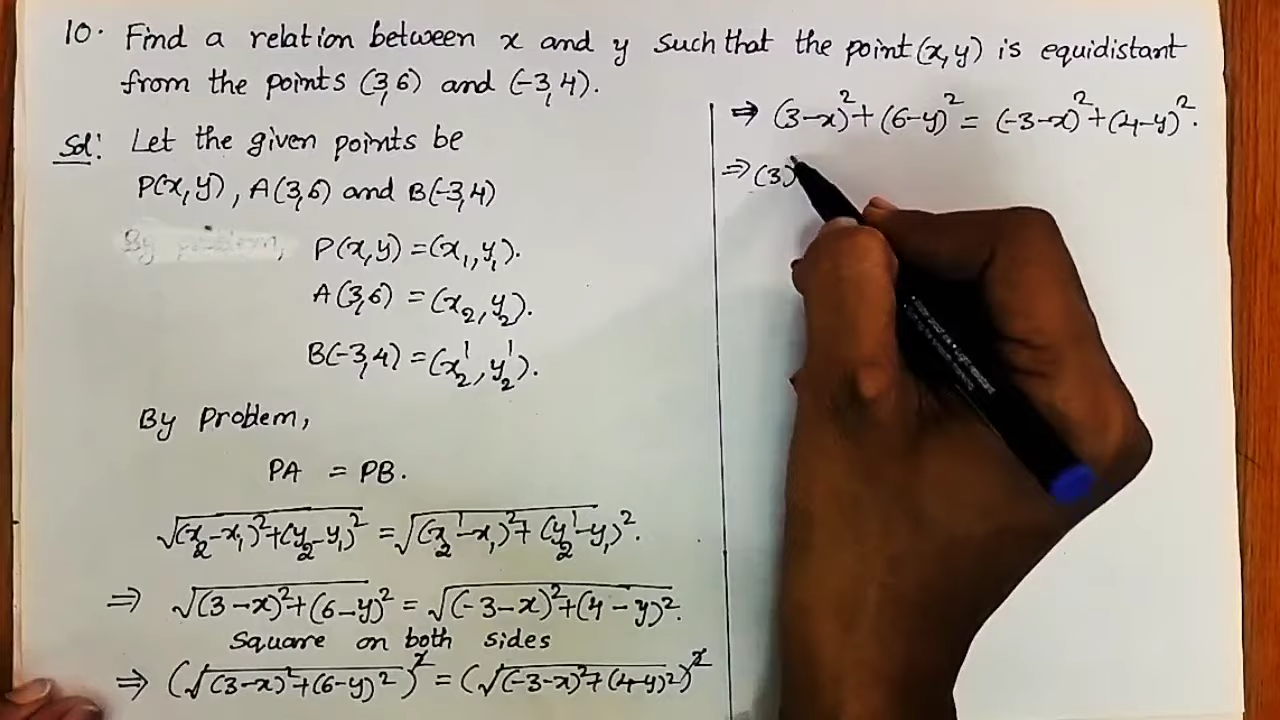 10. Find a relation between x and y such that the point (x, y) is equidistant
from the points (3,6) and (-3,4).
Sol: Let the given points be
P(x,y), A(3,6) and B(-3,4)
By problem, P(x,y) = (x₁, y₁).
A(3,6) = (x₂, y₂).
B(-3,4) = (x₂', y₂').
By Problem,
PA = PB.
√(x₂-x₁)²+(y₂-y₁)² = √(x₂'-x₁)²+(y₂'-y₁)².
⇒ √(3-x)²+(6-y)² = √(-3-x)²+(4-y)².
Square on both sides
⇒ (√(3-x)²+(6-y)²)² = (√(-3-x)²+(4-y)²)²
⇒ (3-x)²+(6-y)² = (-3-x)²+(4-y)².
⇒ (3)